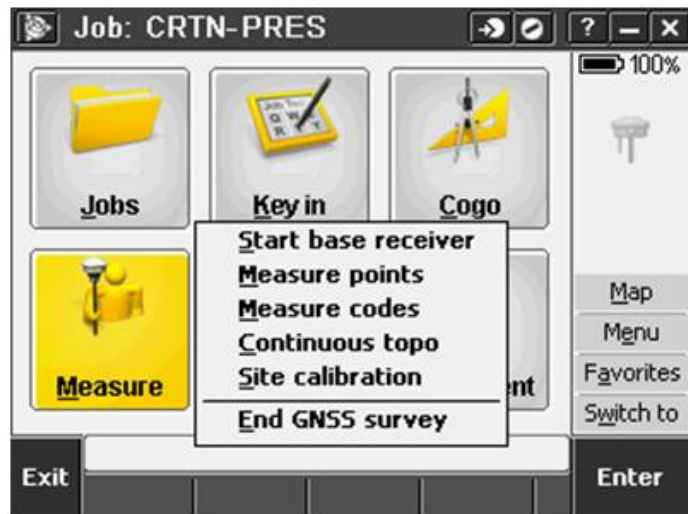 Job: CRTN-PRES
?
100%
Jobs
Key in
Cogo
Start base receiver
Measure points
Measure codes
Continuous topo
Site calibration
End GNSS survey
Measure
nt
Map
Menu
Favorites
Switch to
Exit
Enter